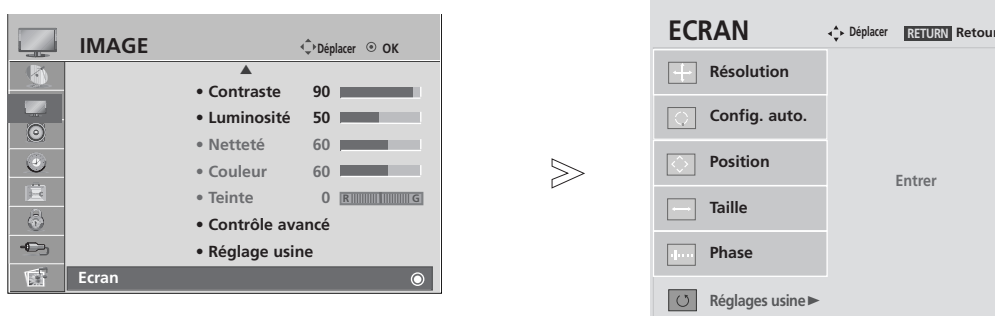 IMAGE
Déplacer
OK
• Contraste 90
• Luminosité 50
• Netteté 60
• Couleur 60
• Teinte 0 R G
• Contrôle avancé
• Réglage usine
Ecran
ECRAN
Déplacer
RETURN Retour
Résolution
Config. auto.
Position
Taille
Phase
Réglages usine►
Entrer